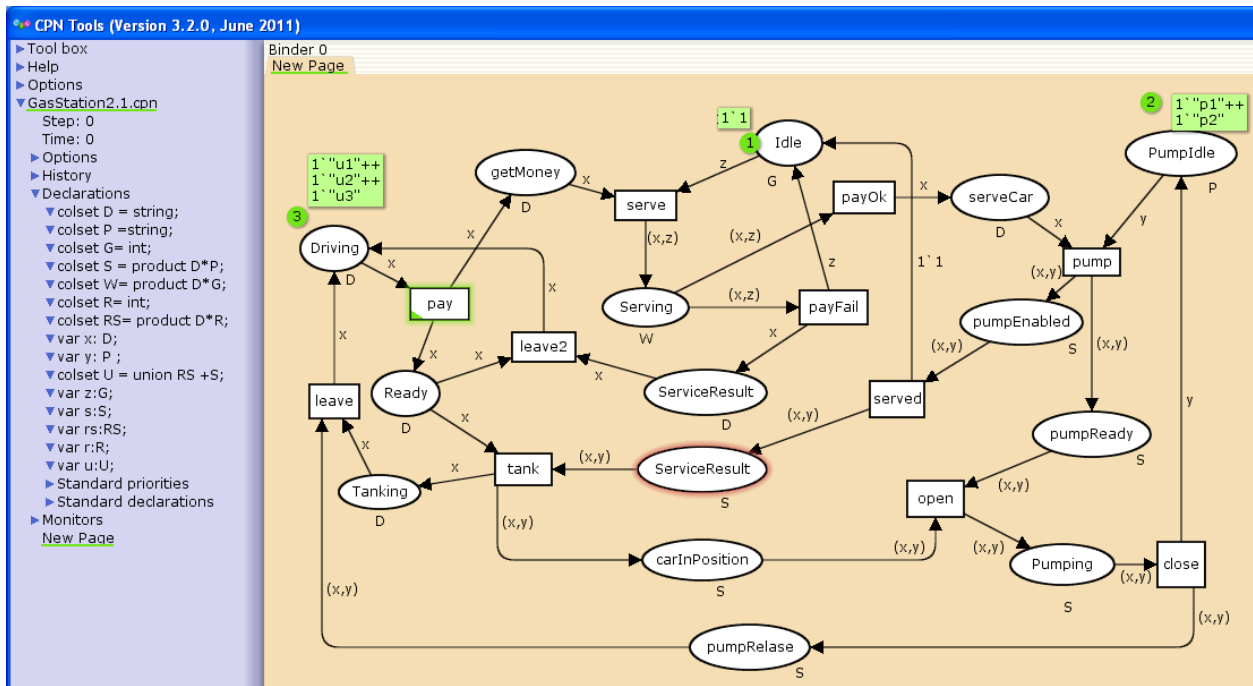 CPN Tools (Version 3.2.0, June 2011)
Tool box
Help
Options
GasStation2.1.cpn
Step: 0
Time: 0
Options
History
Declarations
colset D = string;
colset P =string;
colset G= int;
colset S = product D*P;
colset W= product D*G;
colset R= int;
colset RS= product D*R;
var x: D;
var y: P ;
colset U = union RS +S;
var z:G;
var s:S;
var rs:RS;
var r:R;
var u:U;
Standard priorities
Standard declarations
Monitors
New Page
Binder 0
New Page
2
1`"p1"++
1`"p2"
1`1
1
Idle
G
PumpIdle
P
1`"u1"++
1`"u2"++
1`"u3"
3
getMoney
D
x
z
serve
payOk
x
serveCar
D
x
y
Driving
D
x
x
(x,z)
(x,z)
z
1`1
pump
(x,y)
pay
x
Serving
W
(x,z)
payFail
pumpEnabled
S
x
x
leave2
x
(x,y)
(x,y)
x
x
Ready
D
x
ServiceResult
D
served
y
leave
x
(x,y)
pumpReady
S
x
tank
(x,y)
ServiceResult
S
(x,y)
Tanking
D
x
open
(x,y)
carInPosition
S
(x,y)
(x,y)
Pumping
S
(x,y)
close
(x,y)
(x,y)
pumpRelase
S